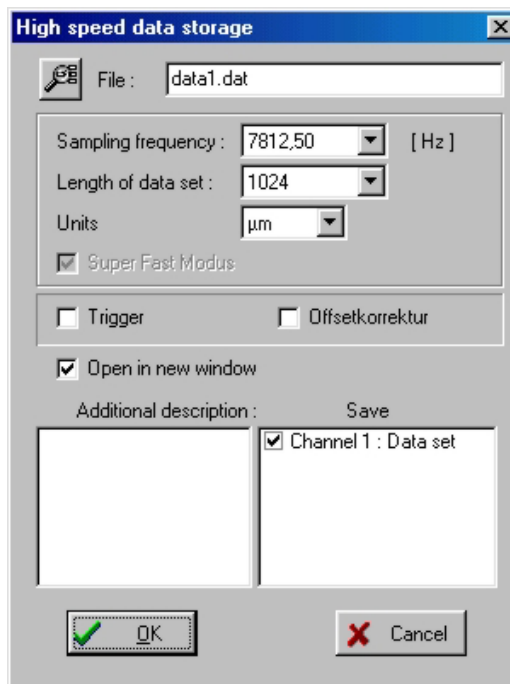 High speed data storage
File : data1.dat
Sampling frequency : 7812,50 [ Hz ]
Length of data set : 1024
Units µm
Super Fast Modus
Trigger Offsetkorrektur
Open in new window
Additional description : Save
Channel 1 : Data set
OK Cancel